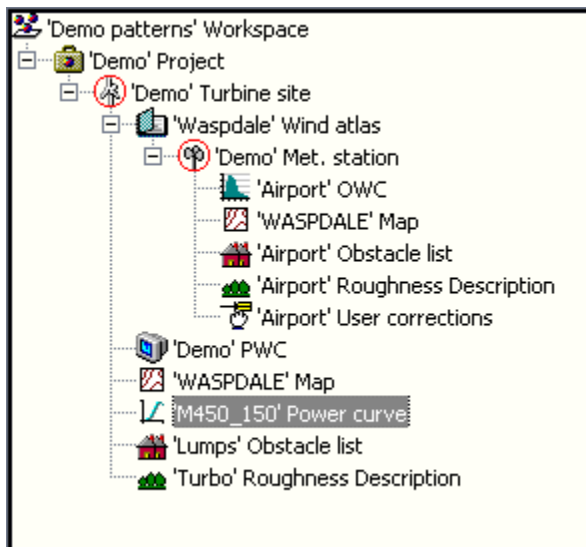 'Demo patterns' Workspace
'Demo' Project
'Demo' Turbine site
'Waspdale' Wind atlas
'Demo' Met. station
'Airport' OWC
'WASPDALE' Map
'Airport' Obstacle list
'Airport' Roughness Description
'Airport' User corrections
'Demo' PWC
'WASPDALE' Map
'M450_150' Power curve
'Lumps' Obstacle list
'Turbo' Roughness Description